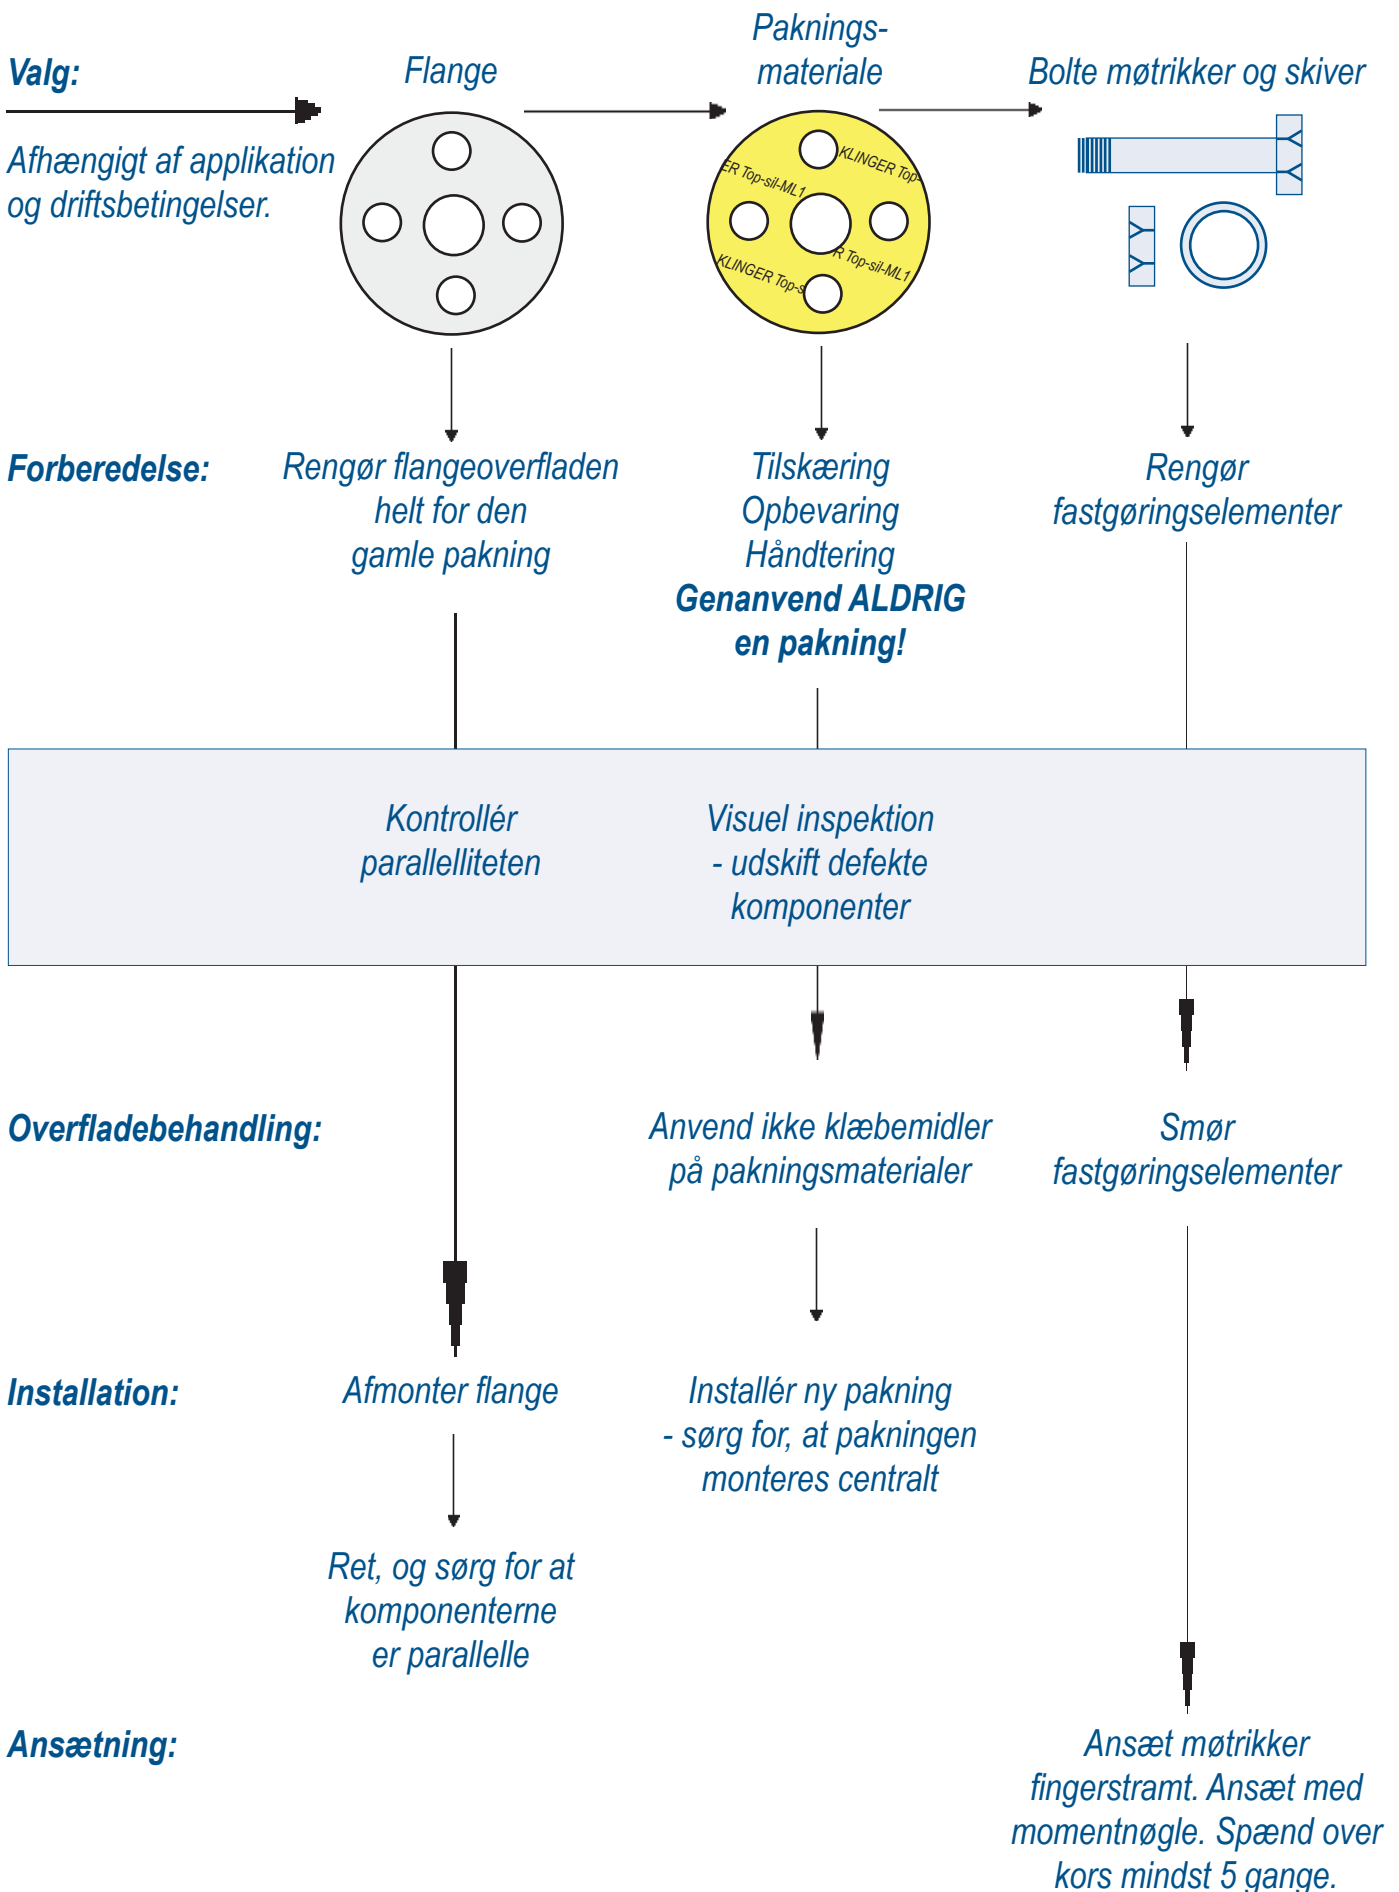 Valg:
Afhængigt af applikation
og driftsbetingelser.
Flange
Paknings-
materiale
Bolte møtrikker og skiver
ER Top-sil-ML1
KLINGER Top-
R Top-sil-ML1
KLINGER Top-s
Forberedelse:
Rengør flangeoverfladen
helt for den
gamle pakning
Tilskæring
Opbevaring
Håndtering
Genanvend ALDRIG
en pakning!
Rengør
fastgøringselementer
Kontrollér
parallelliteten
Visuel inspektion
- udskift defekte
komponenter
Overfladebehandling:
Anvend ikke klæbemidler
på pakningsmaterialer
Smør
fastgøringselementer
Installation:
Afmonter flange
Installér ny pakning
- sørg for, at pakningen
monteres centralt
Ret, og sørg for at
komponenterne
er parallelle
Ansætning:
Ansæt møtrikker
fingerstramt. Ansæt med
momentnøgle. Spænd over
kors mindst 5 gange.